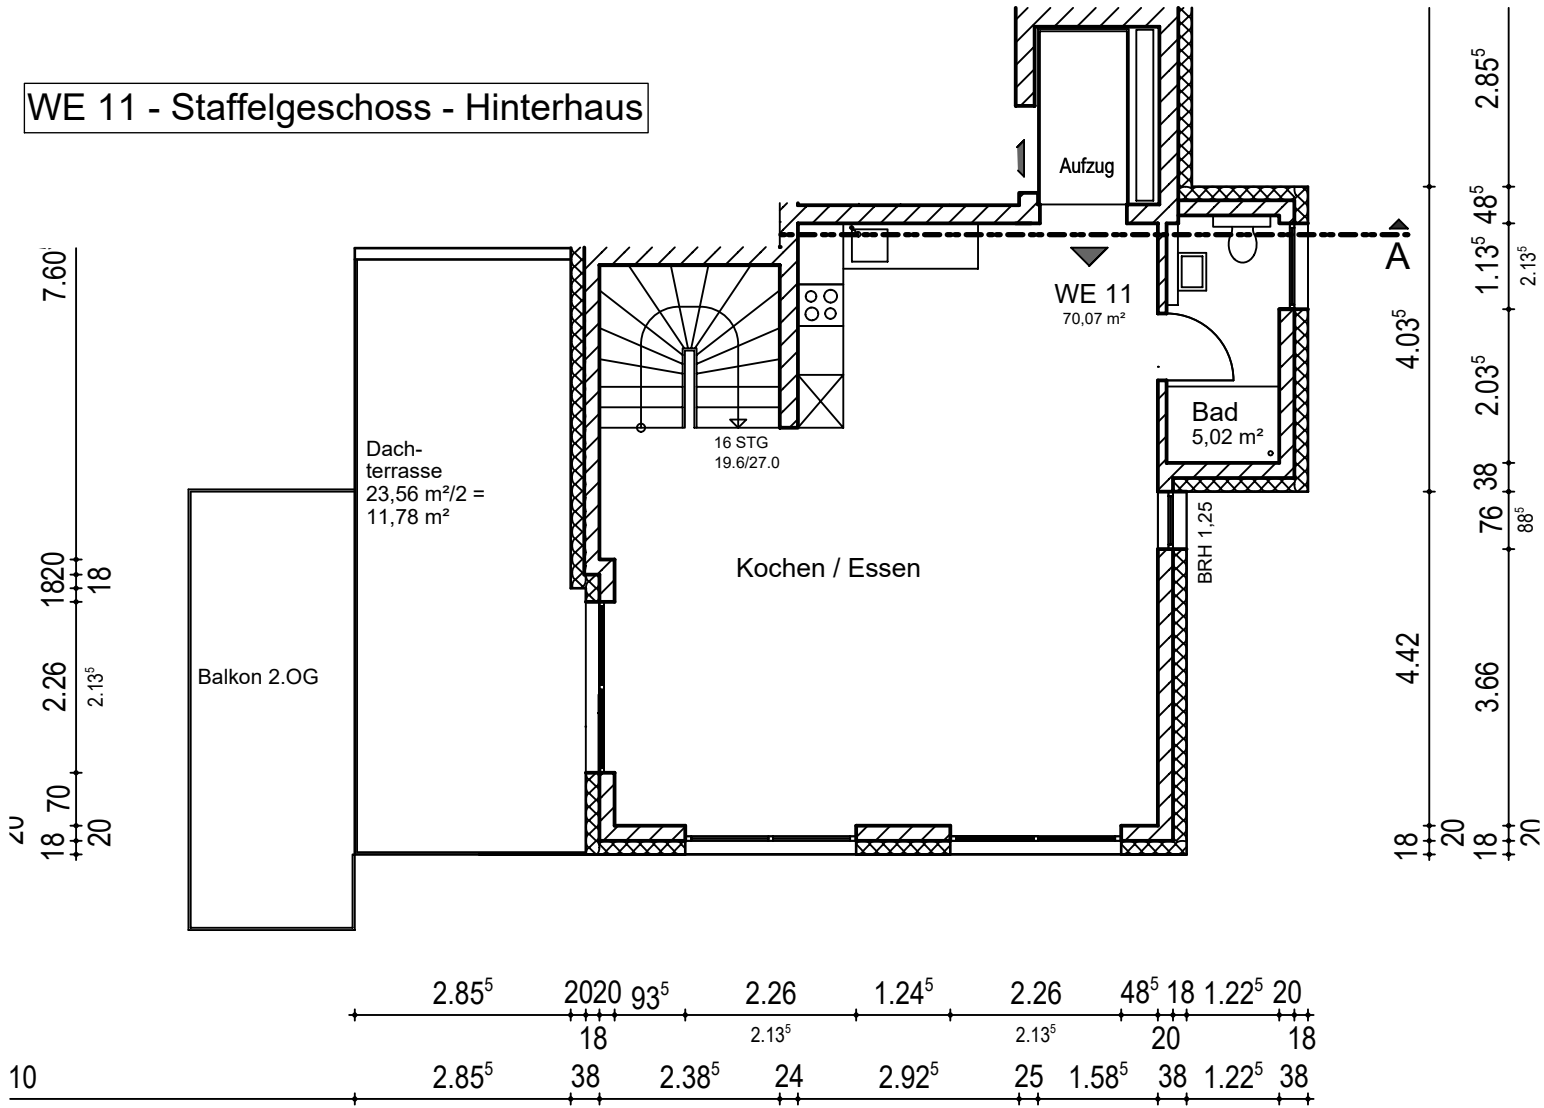 WE 11 - Staffelgeschoss - Hinterhaus
Aufzug
A
WE 11
70,07 m²
Bad
5,02 m²
16 STG
19.6/27.0
Dach-
terrasse
23,56 m²/2 =
11,78 m²
Kochen / Essen
BRH 1,25
Balkon 2.OG
7.60
18 20
18
2.26
2.13⁵
70
18
20
20
2.85⁵
48⁵
1.13⁵
2.13⁵
4.03⁵
2.03⁵
38
76
88⁵
4.42
3.66
18
20
18
20
2.85⁵ 20 20 93⁵ 2.26 1.24⁵ 2.26 48⁵ 18 1.22⁵ 20
18 2.13⁵ 2.13⁵ 20 18
10 2.85⁵ 38 2.38⁵ 24 2.92⁵ 25 1.58⁵ 38 1.22⁵ 38